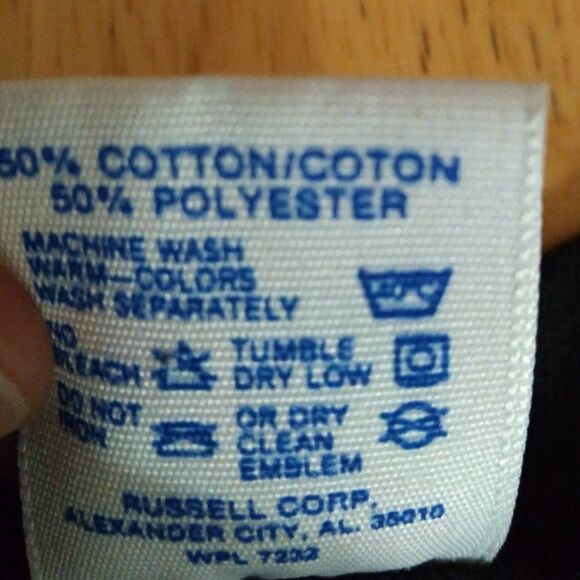 50% COTTON/COTON
50% POLYESTER
MACHINE WASH
WARM—COLORS
WASH SEPARATELY
NO
BLEACH
TUMBLE
DRY LOW
DO NOT
IRON
OR DRY
CLEAN
EMBLEM
RUSSELL CORP.
ALEXANDER CITY, AL. 35010
WPL 7232